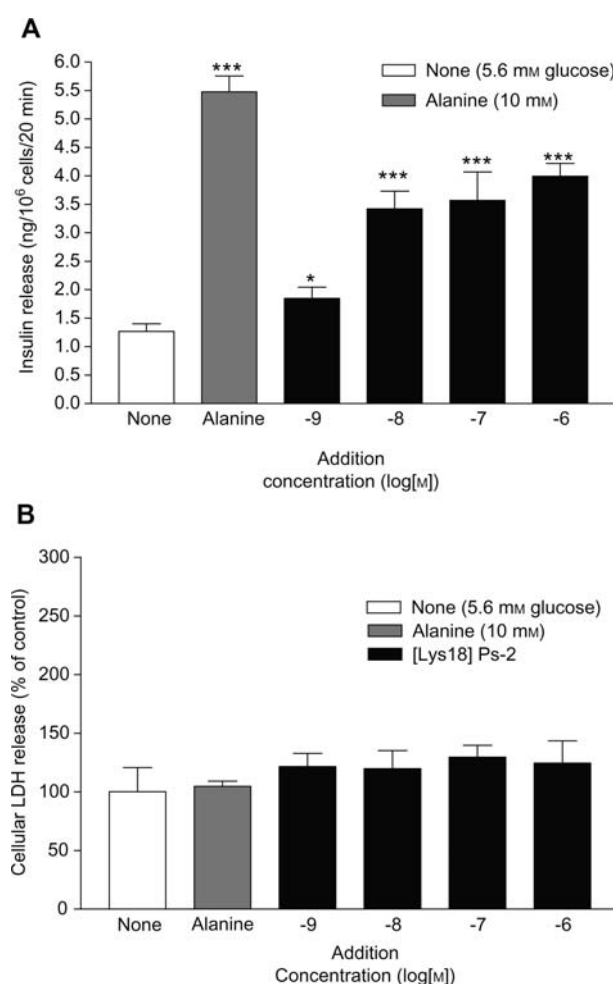 A
***
None (5.6 mM glucose)
Alanine (10 mM)
Insulin release (ng/10⁶ cells/20 min)
6.0
5.5
5.0
4.5
4.0
3.5
3.0
2.5
2.0
1.5
1.0
0.5
0.0
*
***
***
***
None Alanine -9 -8 -7 -6
Addition
concentration (log[M])
B
Cellular LDH release (% of control)
300
250
200
150
100
50
0
None (5.6 mM glucose)
Alanine (10 mM)
[Lys18] Ps-2
None Alanine -9 -8 -7 -6
Addition
Concentration (log[M])